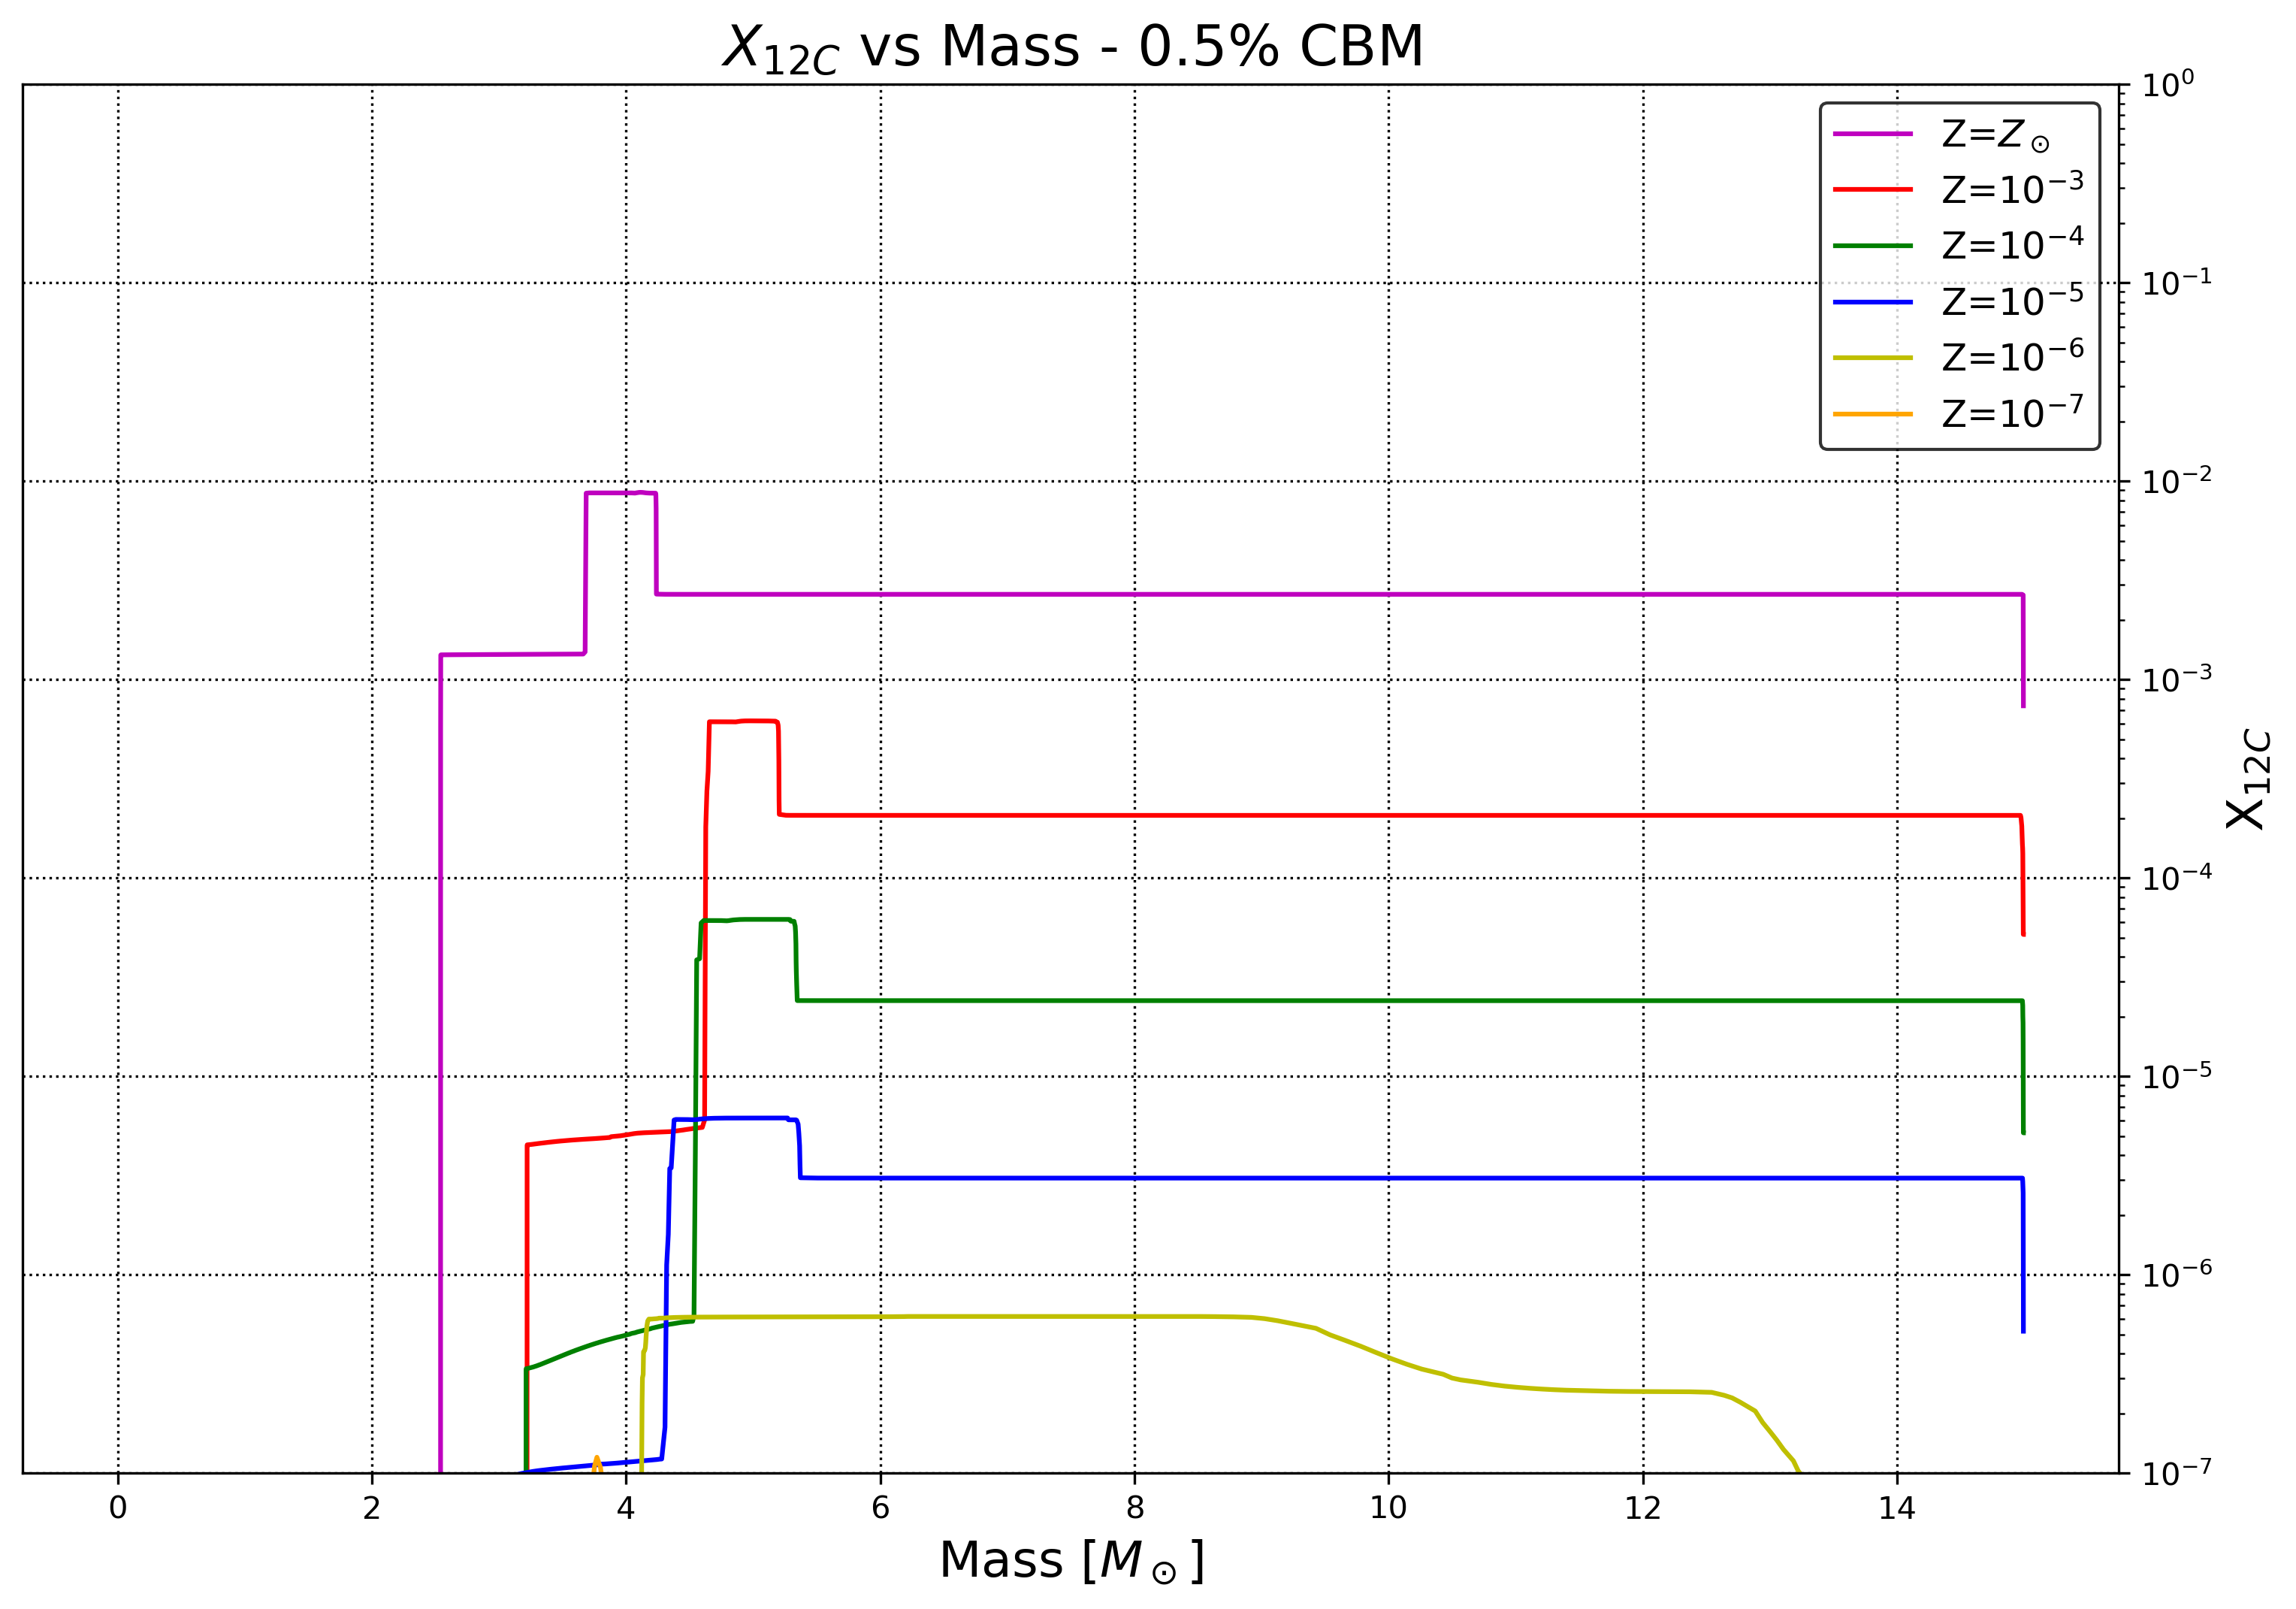 X₁₂C vs Mass - 0.5% CBM
Z=Z⊙
Z=10⁻³
Z=10⁻⁴
Z=10⁻⁵
Z=10⁻⁶
Z=10⁻⁷
10⁰
10⁻¹
10⁻²
10⁻³
10⁻⁴
10⁻⁵
10⁻⁶
10⁻⁷
X₁₂C
0 2 4 6 8 10 12 14
Mass [M⊙]